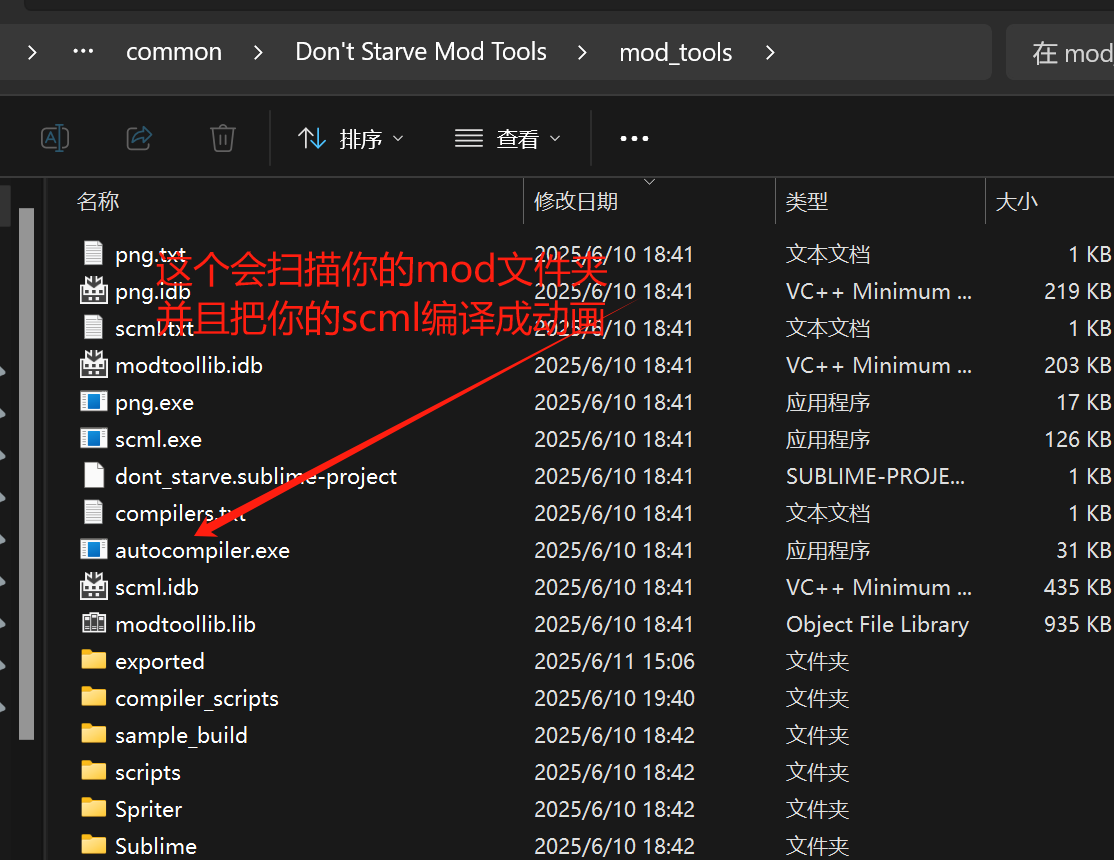 common > Don't Starve Mod Tools > mod_tools >
在 mod_
排序 查看
名称 修改日期 类型 大小
png.txt 2025/6/10 18:41 文本文档 1 KB
png.idb 2025/6/10 18:41 VC++ Minimum ... 219 KB
这个会扫描你的mod文件夹
并且把你的scml编译成动画
scml.txt 2025/6/10 18:41 文本文档 1 KB
modtoollib.idb 2025/6/10 18:41 VC++ Minimum ... 203 KB
png.exe 2025/6/10 18:41 应用程序 17 KB
scml.exe 2025/6/10 18:41 应用程序 126 KB
dont_starve.sublime-project 2025/6/10 18:41 SUBLIME-PROJE... 1 KB
compilers.txt 2025/6/10 18:41 文本文档 1 KB
autocompiler.exe 2025/6/10 18:41 应用程序 31 KB
scml.idb 2025/6/10 18:41 VC++ Minimum ... 435 KB
modtoollib.lib 2025/6/10 18:41 Object File Library 935 KB
exported 2025/6/11 15:06 文件夹
compiler_scripts 2025/6/10 19:40 文件夹
sample_build 2025/6/10 18:42 文件夹
scripts 2025/6/10 18:42 文件夹
Spriter 2025/6/10 18:42 文件夹
Sublime 2025/6/10 18:42 文件夹